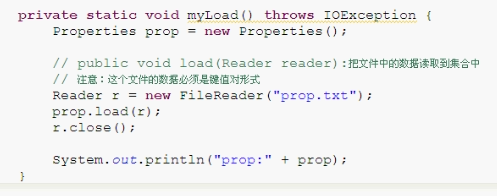 private static void myLoad() throws IOException {
Properties prop = new Properties();
// public void load(Reader reader):把文件中的数据读取到集合中
// 注意：这个文件的数据必须是键值对形式
Reader r = new FileReader("prop.txt");
prop.load(r);
r.close();
System.out.println("prop:" + prop);
}